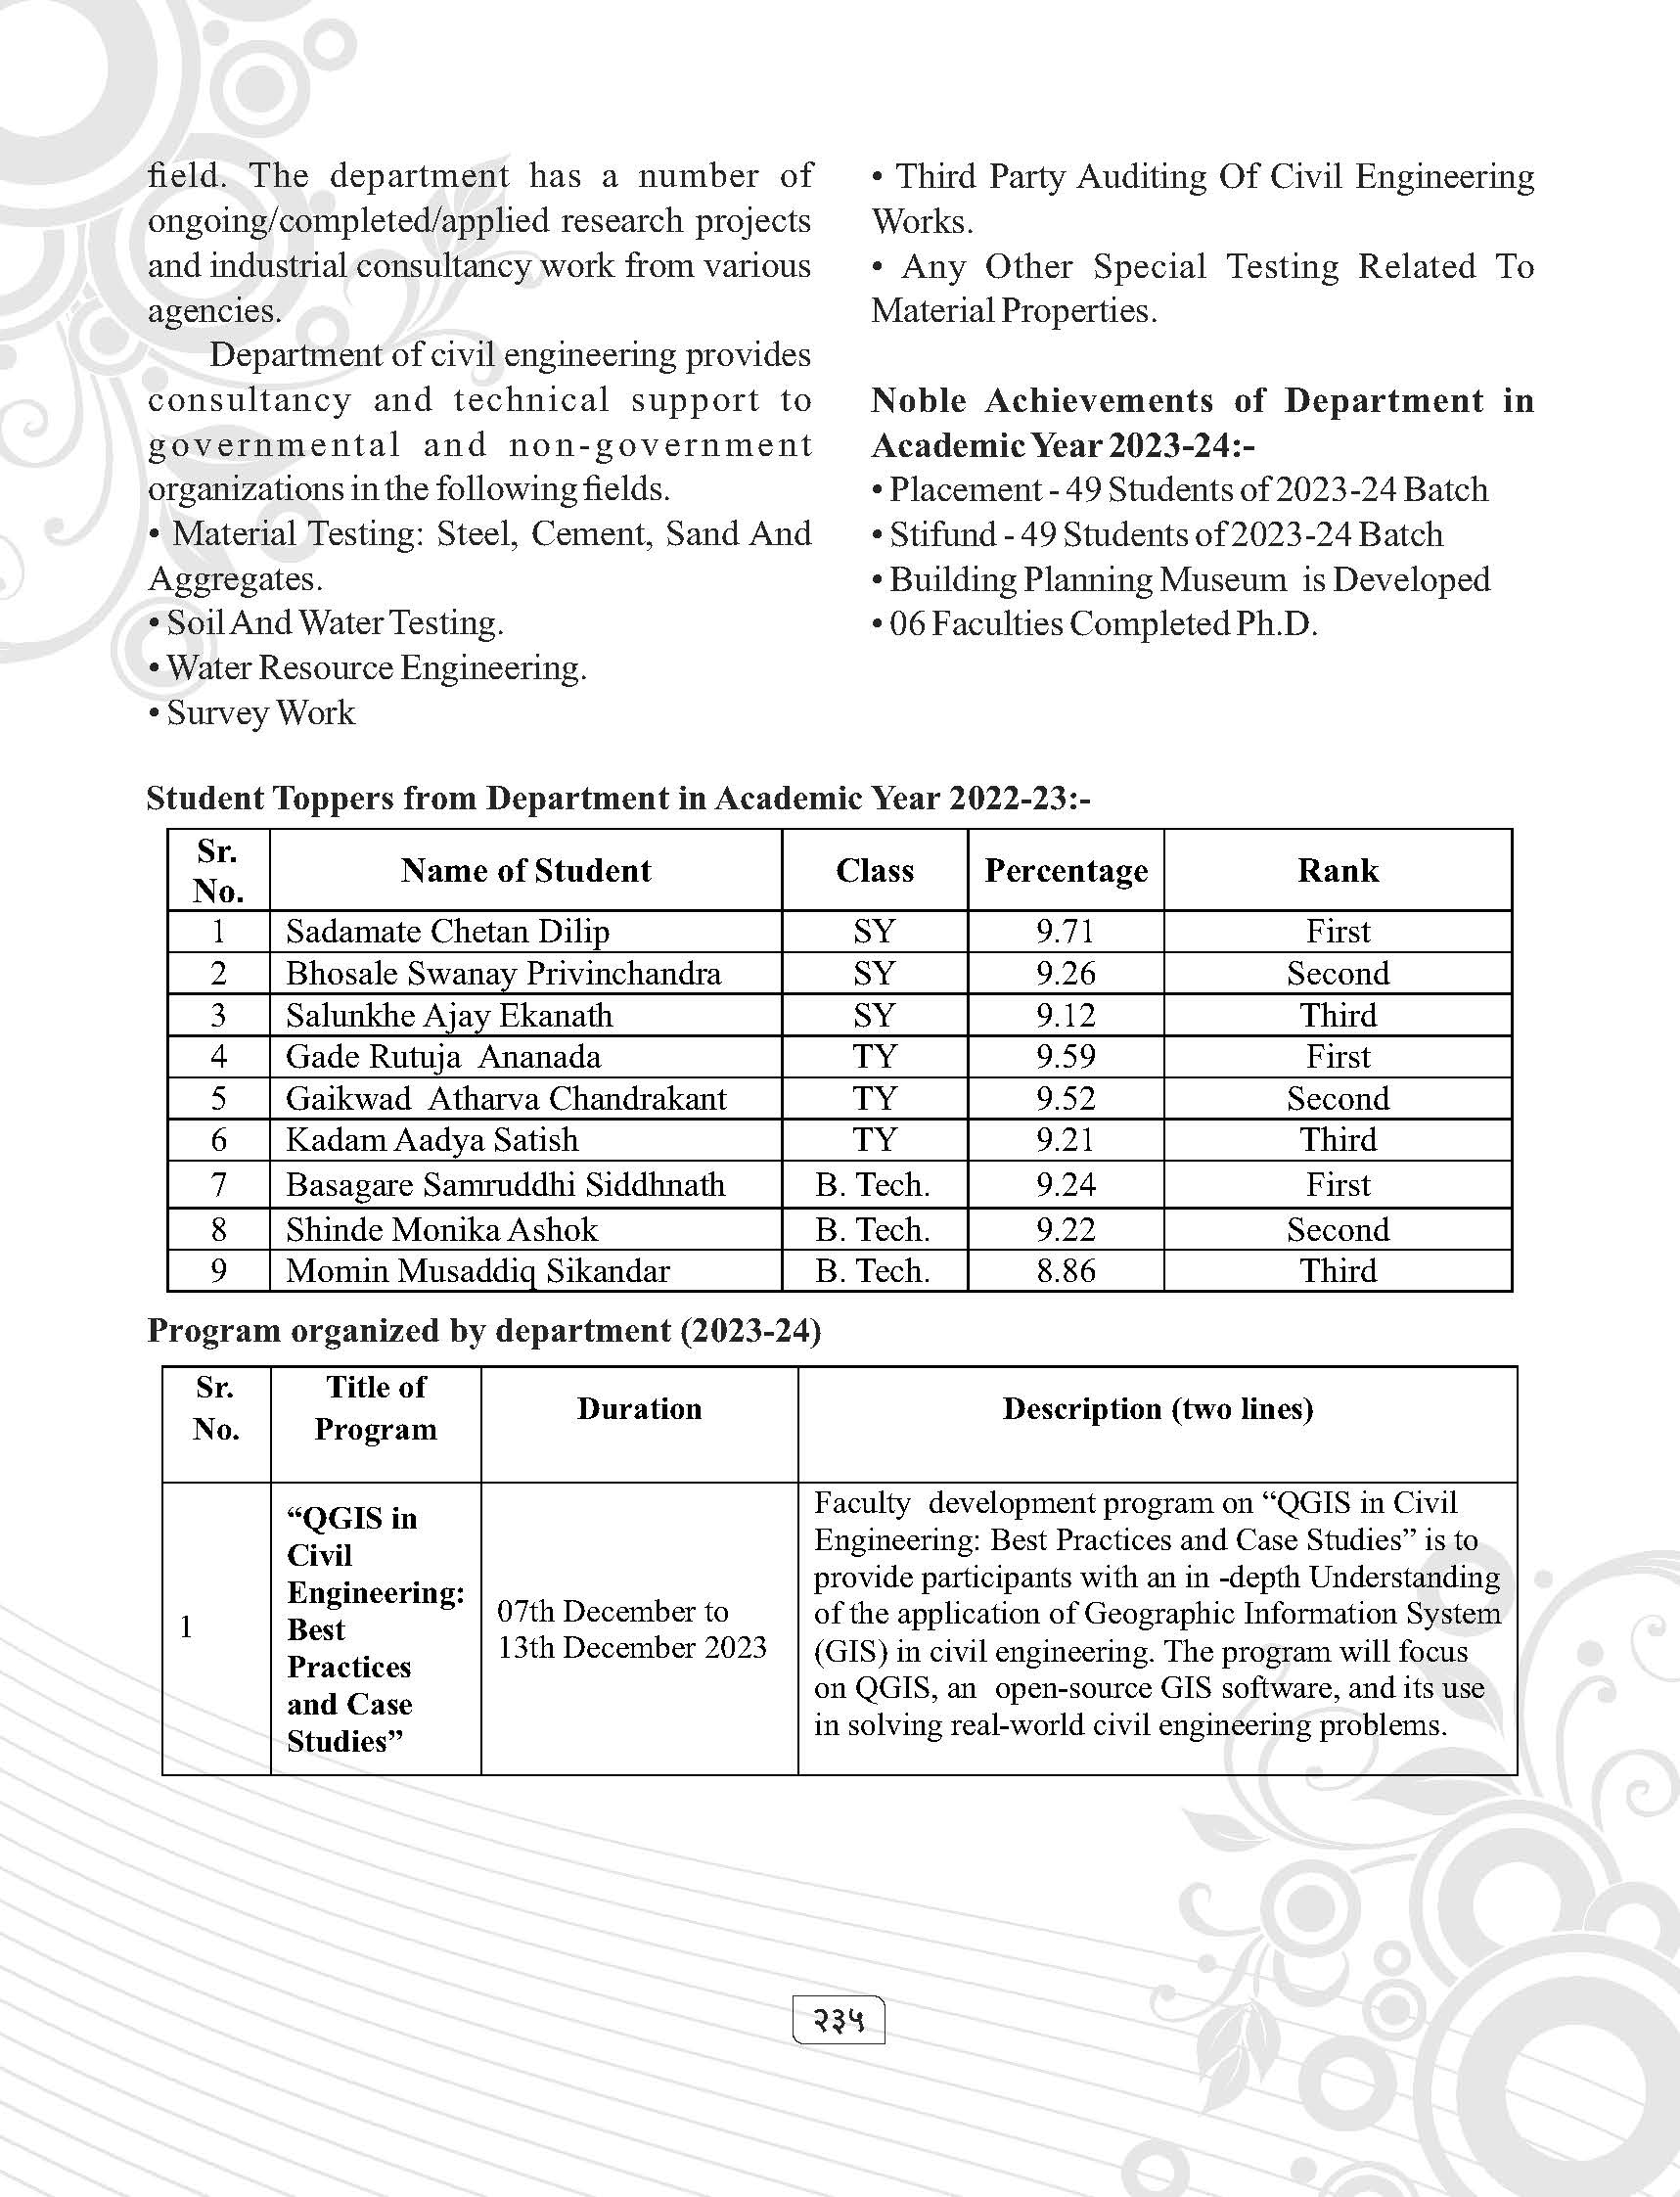 field. The department has a number of
ongoing/completed/applied research projects
and industrial consultancy work from various
agencies.
Department of civil engineering provides
consultancy and technical support to
governmental and non-government
organizations in the following fields.
• Material Testing: Steel, Cement, Sand And
Aggregates.
• Soil And Water Testing.
• Water Resource Engineering.
• Survey Work
• Third Party Auditing Of Civil Engineering
Works.
• Any Other Special Testing Related To
Material Properties.
Noble Achievements of Department in
Academic Year 2023-24:-
• Placement - 49 Students of 2023-24 Batch
• Stifund - 49 Students of 2023-24 Batch
• Building Planning Museum is Developed
• 06 Faculties Completed Ph.D.
Student Toppers from Department in Academic Year 2022-23:-
Sr. No. Name of Student Class Percentage Rank
1 Sadamate Chetan Dilip SY 9.71 First
2 Bhosale Swanay Privinchandra SY 9.26 Second
3 Salunkhe Ajay Ekanath SY 9.12 Third
4 Gade Rutuja Ananada TY 9.59 First
5 Gaikwad Atharva Chandrakant TY 9.52 Second
6 Kadam Aadya Satish TY 9.21 Third
7 Basagare Samruddhi Siddhnath B. Tech. 9.24 First
8 Shinde Monika Ashok B. Tech. 9.22 Second
9 Momin Musaddiq Sikandar B. Tech. 8.86 Third
Program organized by department (2023-24)
Sr.
No.
Title of
Program
Duration
Description (two lines)
1
“QGIS in
Civil
Engineering:
Best
Practices
and Case
Studies”
07th December to
13th December 2023
Faculty development program on “QGIS in Civil
Engineering: Best Practices and Case Studies” is to
provide participants with an in -depth Understanding
of the application of Geographic Information System
(GIS) in civil engineering. The program will focus
on QGIS, an open-source GIS software, and its use
in solving real-world civil engineering problems.
२३५